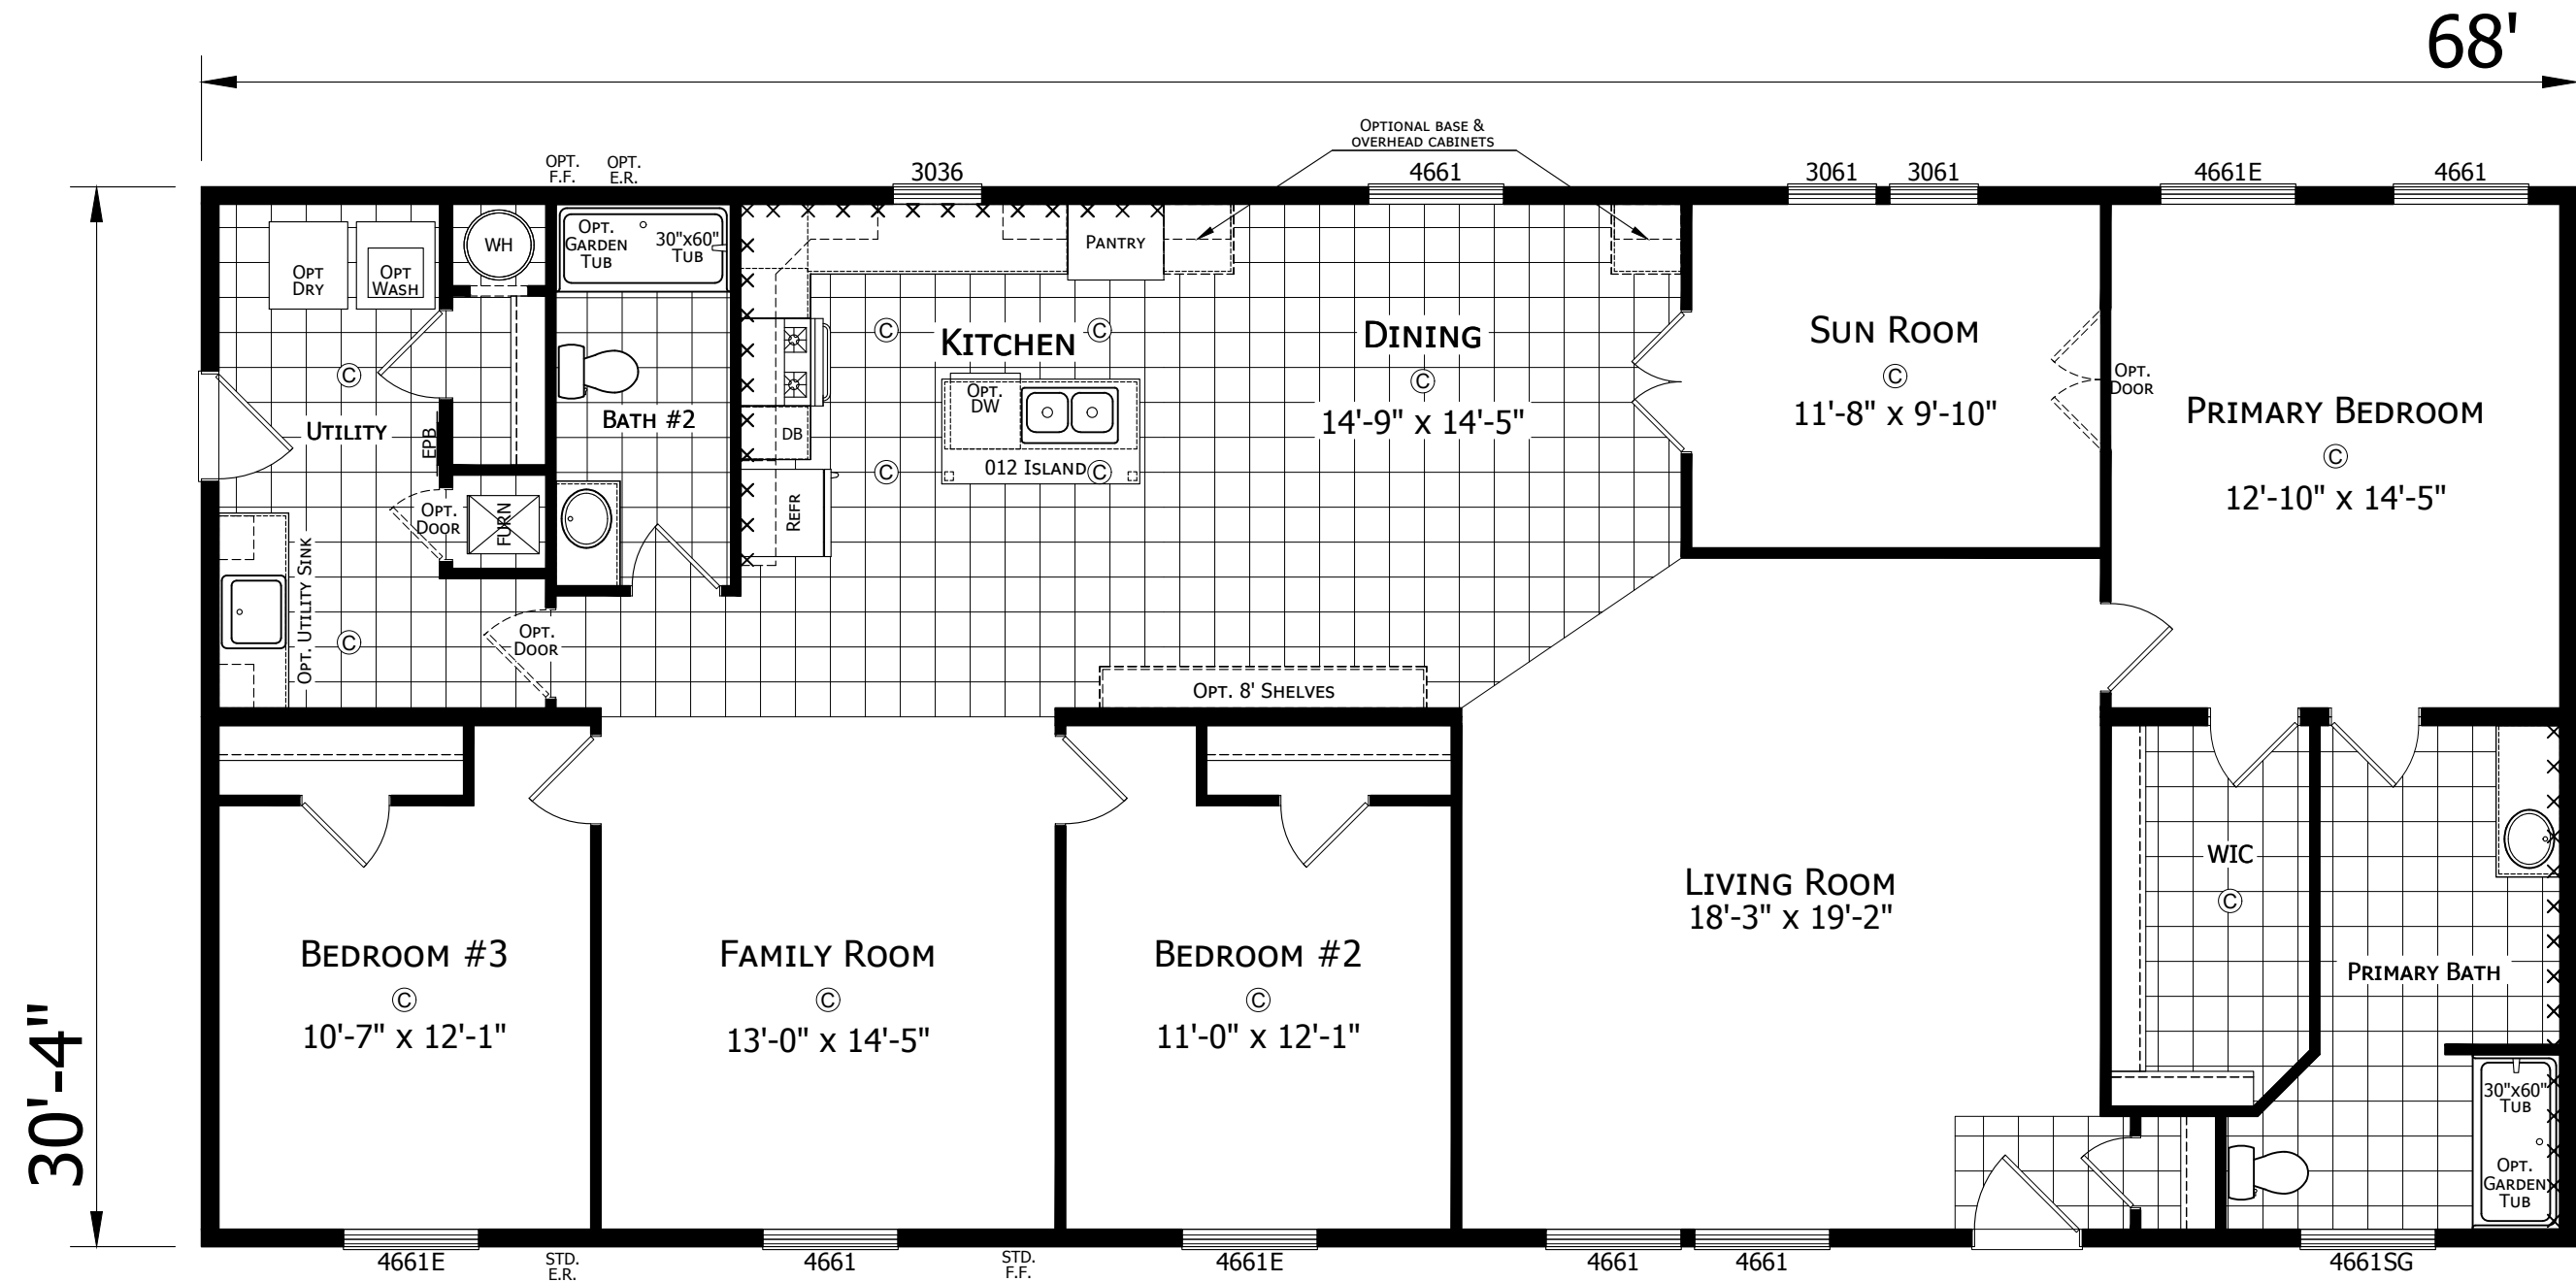 68'
30'-4"
OPTIONAL BASE &
OVERHEAD CABINETS
OPT.
F.F.
OPT.
E.R.
3036
4661
3061
3061
4661E
4661
OPT
DRY
OPT
WASH
WH
OPT.
GARDEN
TUB
30"x60"
TUB
PANTRY
C
UTILITY
EPB
OPT.
DOOR
FURN
OPT. UTILITY SINK
C
OPT.
DOOR
BATH #2
C
KITCHEN
C
OPT.
DW
DB
C
012 ISLAND
C
REFR
DINING
C
14'-9" x 14'-5"
OPT. 8' SHELVES
SUN ROOM
C
11'-8" x 9'-10"
OPT.
DOOR
PRIMARY BEDROOM
C
12'-10" x 14'-5"
BEDROOM #3
C
10'-7" x 12'-1"
FAMILY ROOM
C
13'-0" x 14'-5"
BEDROOM #2
C
11'-0" x 12'-1"
LIVING ROOM
18'-3" x 19'-2"
WIC
C
PRIMARY BATH
30"x60"
TUB
OPT.
GARDEN
TUB
4661E
STD.
E.R.
4661
STD.
F.F.
4661E
4661
4661
4661SG